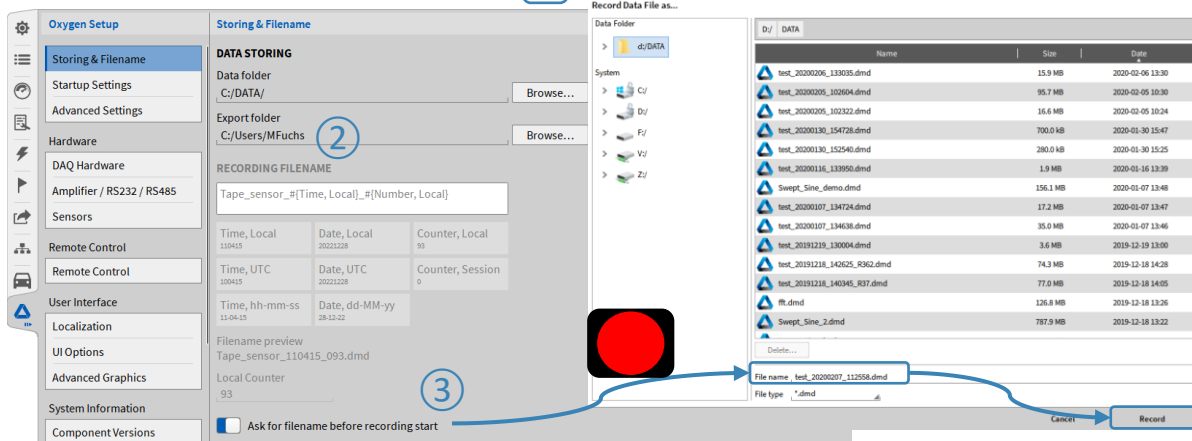 Oxygen Setup
Storing & Filename
Startup Settings
Advanced Settings
Hardware
DAQ Hardware
Amplifier / RS232 / RS485
Sensors
Remote Control
Remote Control
User Interface
Localization
UI Options
Advanced Graphics
System Information
Component Versions
Storing & Filename
DATA STORING
Data folder
C:/DATA/
Browse...
Export folder
C:/Users/MFuchs
Browse...
2
RECORDING FILENAME
Tape_sensor_#{Time, Local}_#{Number, Local}
Time, Local
110415
Date, Local
20221228
Counter, Local
93
Time, UTC
100415
Date, UTC
20221228
Counter, Session
0
Time, hh-mm-ss
11-04-15
Date, dd-MM-yy
28-12-22
Filename preview
Tape_sensor_110415_093.dmd
Local Counter
93
3
Ask for filename before recording start
Record Data File as...
Data Folder
d:/DATA
System
C:/
D:/
F:/
V:/
Z:/
D:/ DATA
Name Size Date
test_20200206_133035.dmd 15.9 MB 2020-02-06 13:30
test_20200205_102604.dmd 95.7 MB 2020-02-05 10:30
test_20200205_102322.dmd 16.6 MB 2020-02-05 10:24
test_20200130_154728.dmd 700.0 kB 2020-01-30 15:47
test_20200130_152540.dmd 280.0 kB 2020-01-30 15:25
test_20200116_133950.dmd 1.9 MB 2020-01-16 13:39
Swept_Sine_demo.dmd 156.1 MB 2020-01-07 13:48
test_20200107_134724.dmd 17.2 MB 2020-01-07 13:47
test_20200107_134638.dmd 35.0 MB 2020-01-07 13:46
test_20191219_130004.dmd 3.6 MB 2019-12-19 13:00
test_20191218_142625_R362.dmd 74.3 MB 2019-12-18 14:28
test_20191218_140345_R37.dmd 77.0 MB 2019-12-18 14:05
fft.dmd 126.8 MB 2019-12-18 13:26
Swept_Sine_2.dmd 787.9 MB 2019-12-18 13:22
Delete...
File name test_20200207_112558.dmd
File type *.dmd
Cancel
Record